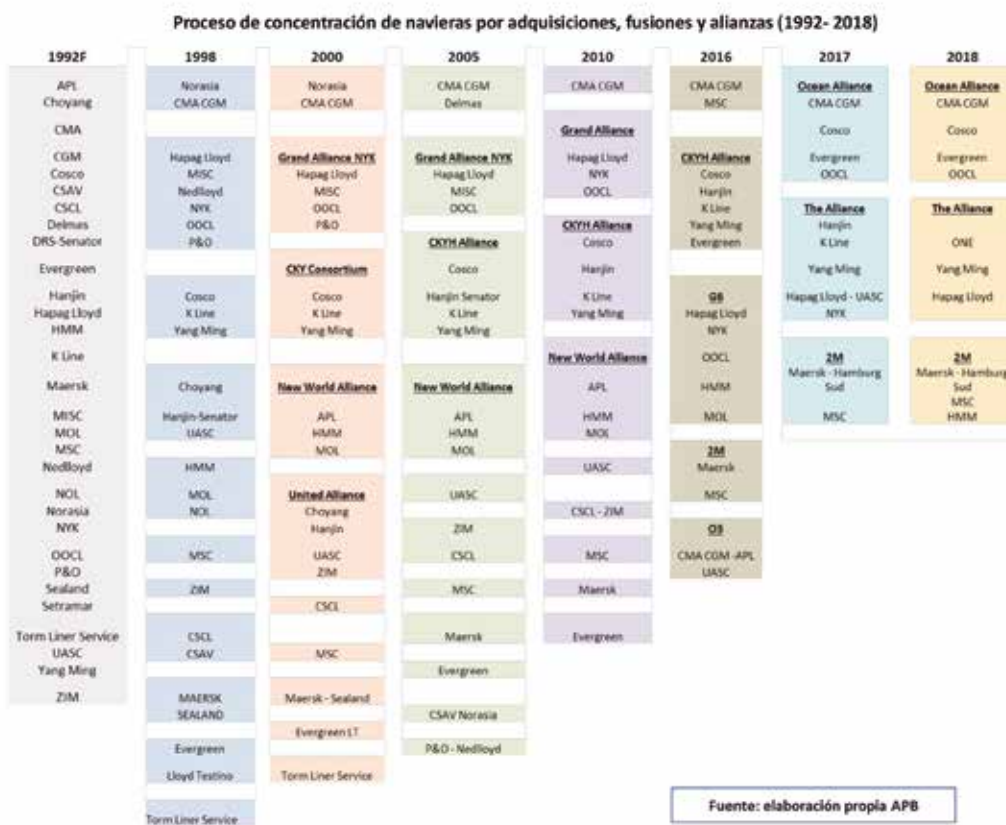 Proceso de concentración de navieras por adquisiciones, fusiones y alianzas (1992- 2018)
1992F
APL
Choyang
CMA
CGM
Cosco
CSAV
CSCL
Delmas
DRS-Senator
Evergreen
Hanjin
Hapag Lloyd
HMM
K Line
Maersk
MISC
MOL
MSC
Nedlloyd
NOL
Norasia
NYK
OOCL
P&O
Sealand
Setramar
Torm Liner Service
UASC
Yang Ming
ZIM
1998
Norasia
CMA CGM
Hapag Lloyd
MISC
Nedlloyd
NYK
OOCL
P&O
Cosco
K Line
Yang Ming
Choyang
Hanjin-Senator
UASC
HMM
MOL
NOL
MSC
ZIM
CSCL
CSAV
MAERSK
SEALAND
Evergreen
Lloyd Testino
Torm Liner Service
2000
Norasia
CMA CGM
Grand Alliance NYK
Hapag Lloyd
MISC
OOCL
P&O
CKY Consortium
Cosco
K Line
Yang Ming
New World Alliance
APL
HMM
MOL
United Alliance
Choyang
Hanjin
UASC
ZIM
CSCL
MSC
Maersk - Sealand
Evergreen LT
Torm Liner Service
2005
CMA CGM
Delmas
Grand Alliance NYK
Hapag Lloyd
MISC
OOCL
CKYH Alliance
Cosco
Hanjin Senator
K Line
Yang Ming
New World Alliance
APL
HMM
MOL
UASC
ZIM
CSCL
MSC
Maersk
Evergreen
CSAV Norasia
P&O - Nedlloyd
2010
CMA CGM
Grand Alliance
Hapag Lloyd
NYK
OOCL
CKYH Alliance
Cosco
Hanjin
K Line
Yang Ming
New World Alliance
APL
HMM
MOL
UASC
CSCL - ZIM
MSC
Maersk
Evergreen
2016
CMA CGM
MSC
CKYH Alliance
Cosco
Hanjin
K Line
Yang Ming
Evergreen
G6
Hapag Lloyd
NYK
OOCL
HMM
MOL
2M
Maersk
MSC
O3
CMA CGM -APL
UASC
2017
Ocean Alliance
CMA CGM
Cosco
Evergreen
OOCL
The Alliance
Hanjin
K Line
Yang Ming
Hapag Lloyd - UASC
NYK
2M
Maersk - Hamburg
Sud
MSC
2018
Ocean Alliance
CMA CGM
Cosco
Evergreen
OOCL
The Alliance
ONE
Yang Ming
Hapag Lloyd
2M
Maersk - Hamburg
Sud
MSC
HMM
Fuente: elaboración propia APB